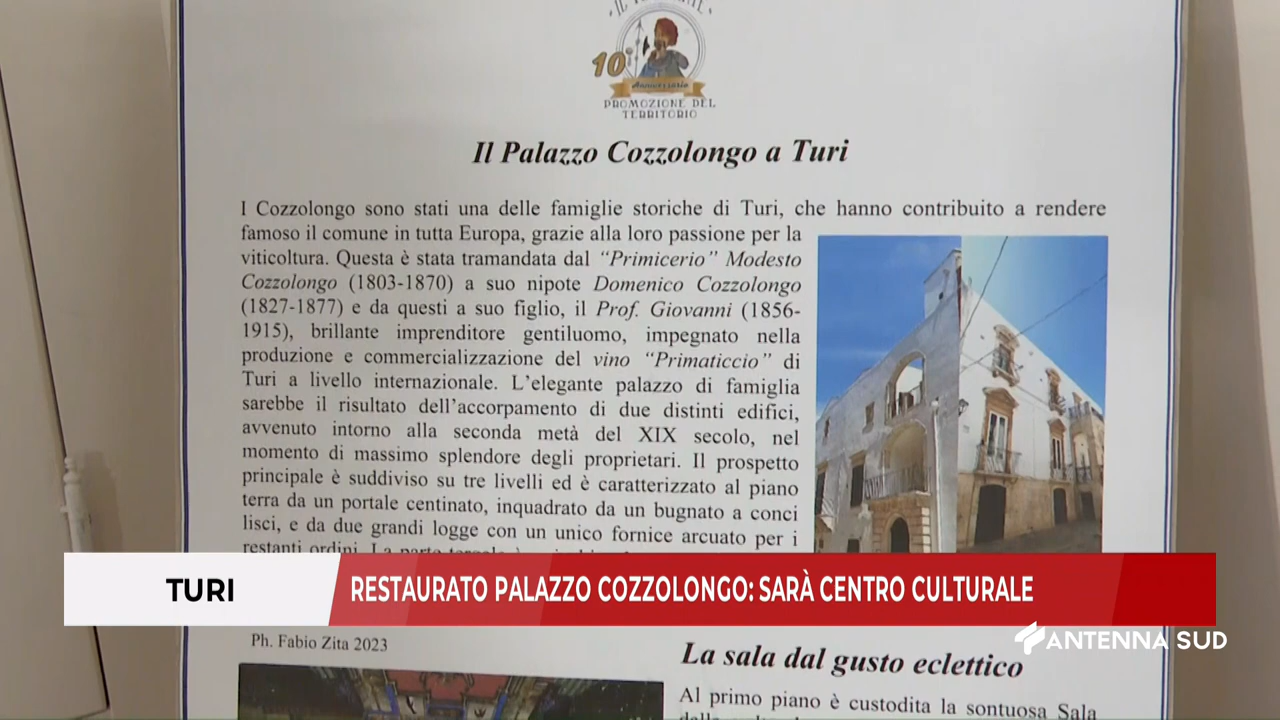 10°
Anniversario
PROMOZIONE DEL
TERRITORIO
Il Palazzo Cozzolongo a Turi
I Cozzolongo sono stati una delle famiglie storiche di Turi, che hanno contribuito a rendere
famoso il comune in tutta Europa, grazie alla loro passione per la
viticoltura. Questa è stata tramandata dal “Primicerio” Modesto
Cozzolongo (1803-1870) a suo nipote Domenico Cozzolongo
(1827-1877) e da questi a suo figlio, il Prof. Giovanni (1856-
1915), brillante imprenditore gentiluomo, impegnato nella
produzione e commercializzazione del vino “Primaticcio” di
Turi a livello internazionale. L’elegante palazzo di famiglia
sarebbe il risultato dell’accorpamento di due distinti edifici,
avvenuto intorno alla seconda metà del XIX secolo, nel
momento di massimo splendore degli proprietari. Il prospetto
principale è suddiviso su tre livelli ed è caratterizzato al piano
terra da un portale centinato, inquadrato da un bugnato a conci
lisci, e da due grandi logge con un unico fornice arcuato per i
restanti ordini. La parte
TURI
RESTAURATO PALAZZO COZZOLONGO: SARÀ CENTRO CULTURALE
ANTENNA SUD
Ph. Fabio Zita 2023
La sala dal gusto eclettico
Al primo piano è custodita la sontuosa Sala